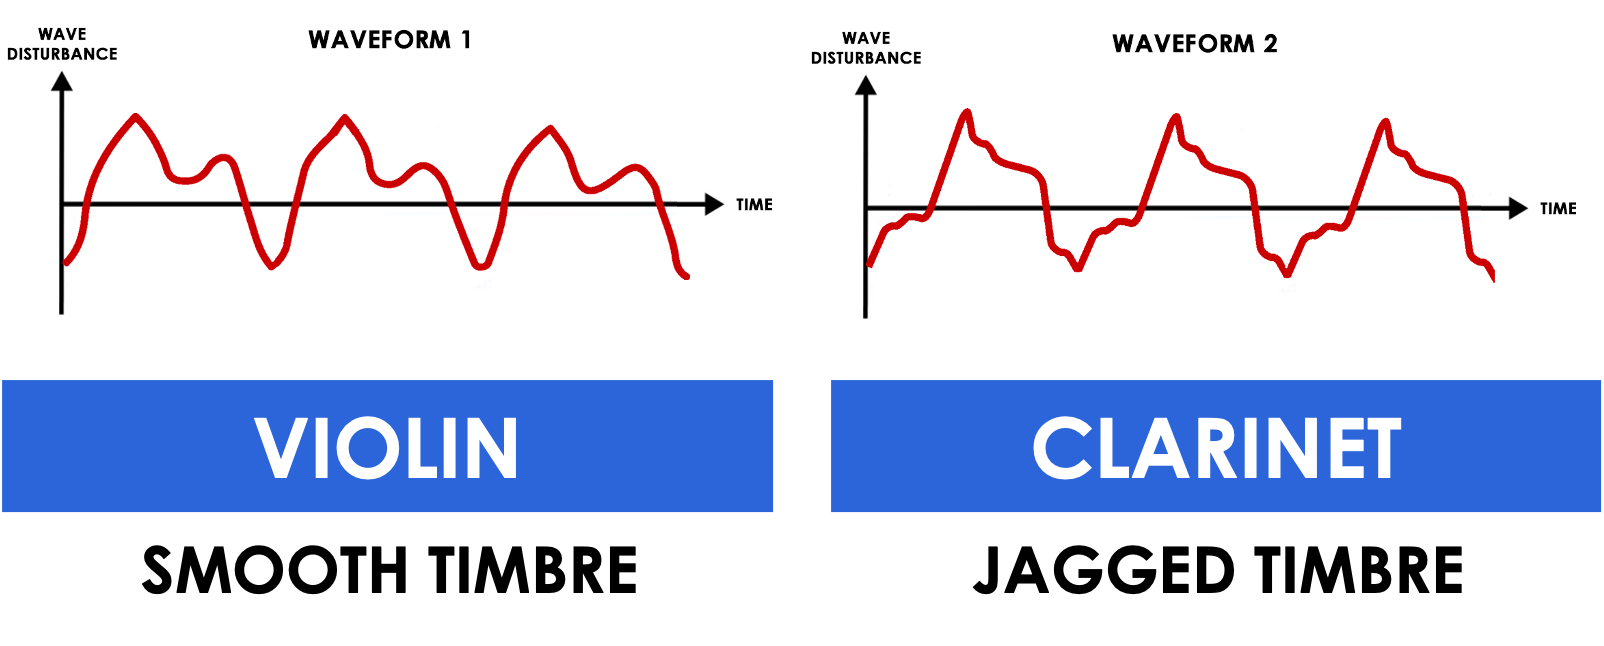 WAVE
DISTURBANCE
WAVEFORM 1
TIME
VIOLIN
SMOOTH TIMBRE
WAVE
DISTURBANCE
WAVEFORM 2
TIME
CLARINET
JAGGED TIMBRE